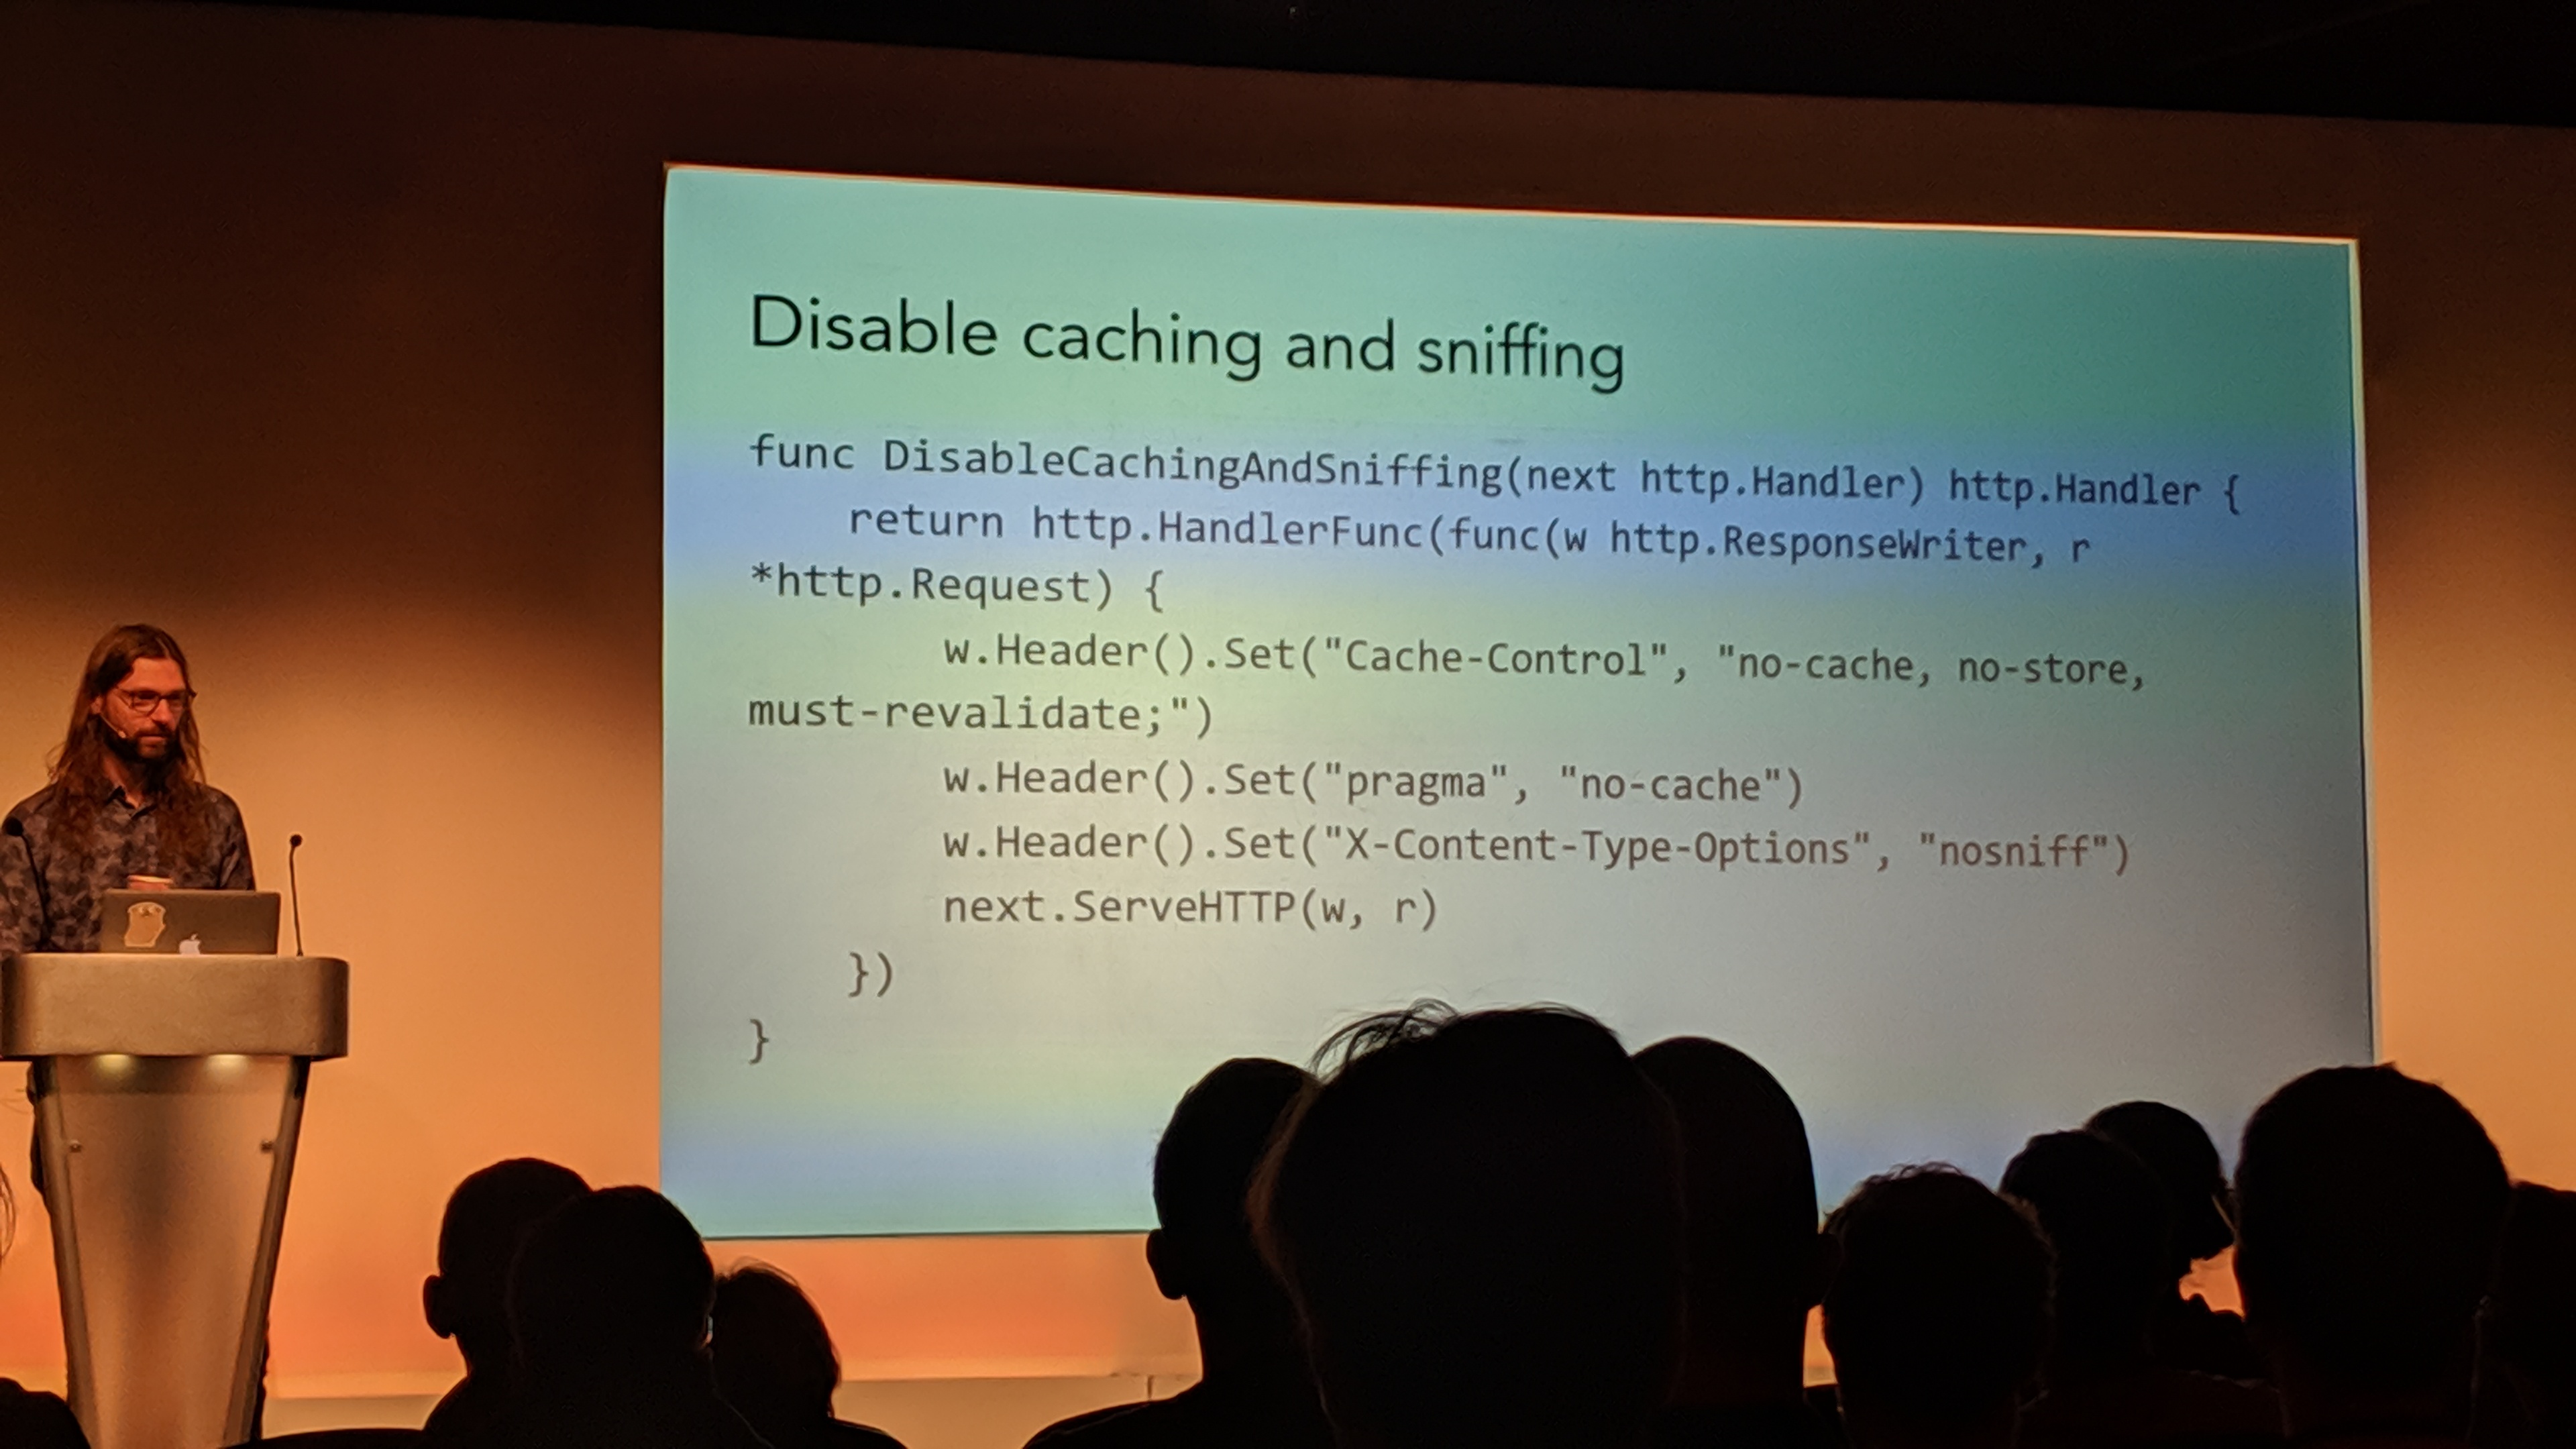 Disable caching and sniffing
func DisableCachingAndSniffing(next http.Handler) http.Handler {
return http.HandlerFunc(func(w http.ResponseWriter, r
*http.Request) {
w.Header().Set("Cache-Control", "no-cache, no-store,
must-revalidate;")
w.Header().Set("pragma", "no-cache")
w.Header().Set("X-Content-Type-Options", "nosniff")
next.ServeHTTP(w, r)
})
}